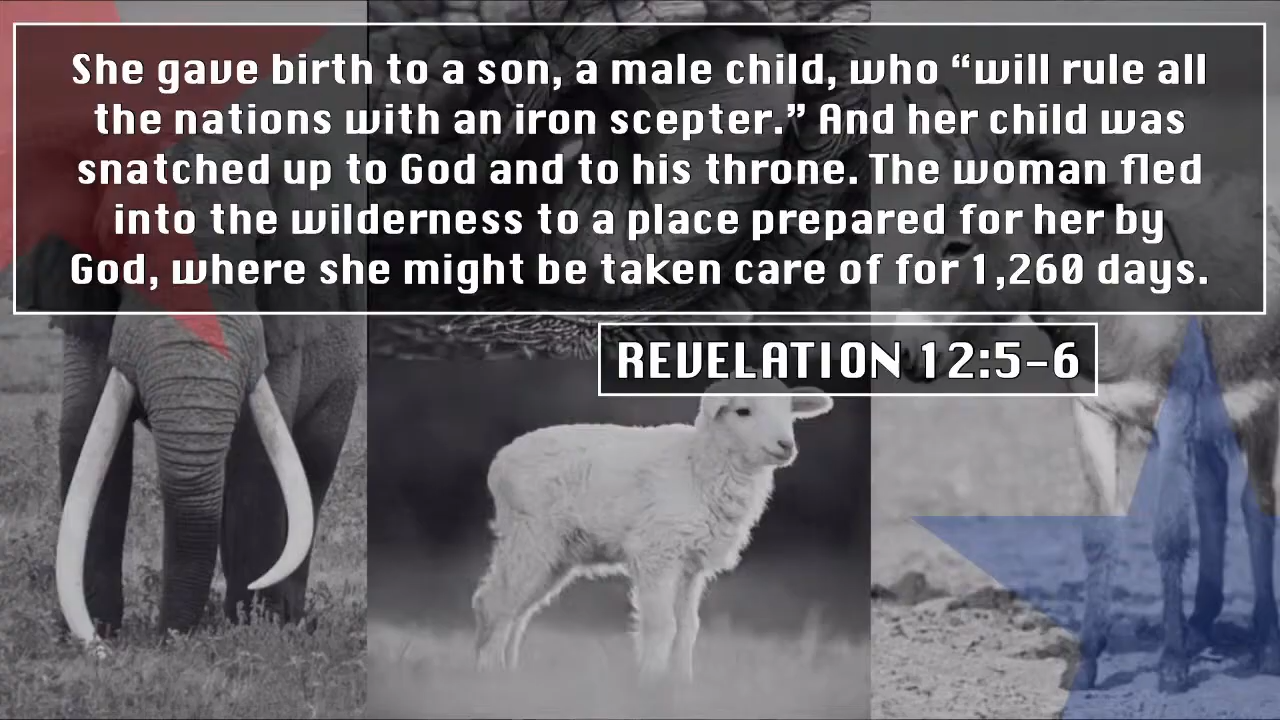 She gave birth to a son, a male child, who “will rule all
the nations with an iron scepter.” And her child was
snatched up to God and to his throne. The woman fled
into the wilderness to a place prepared for her by
God, where she might be taken care of for 1,260 days.
REVELATION 12:5-6